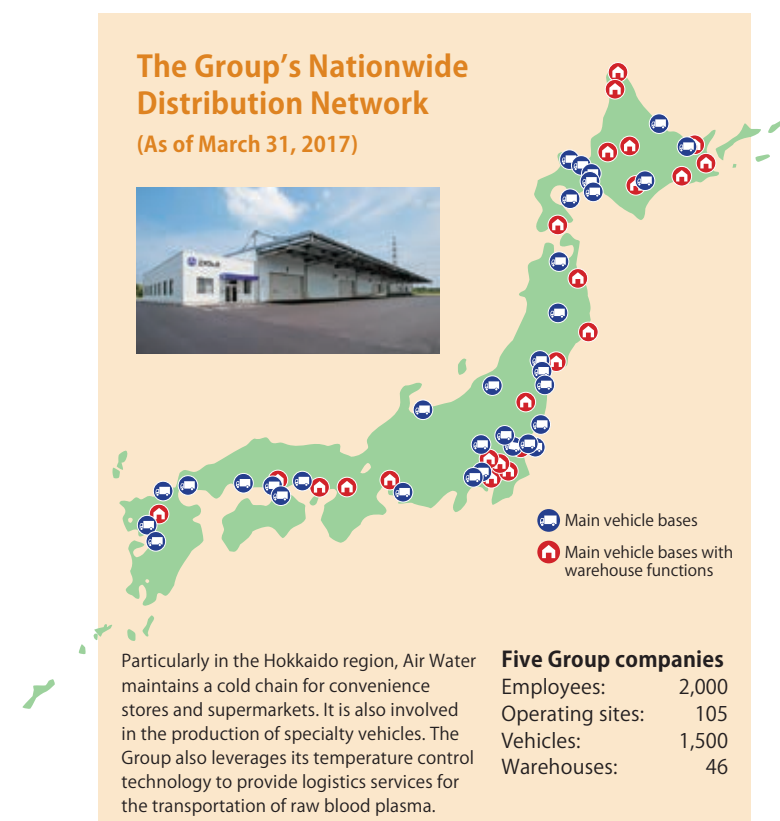 The Group's Nationwide
Distribution Network
(As of March 31, 2017)
Main vehicle bases
Main vehicle bases with
warehouse functions
Particularly in the Hokkaido region, Air Water
maintains a cold chain for convenience
stores and supermarkets. It is also involved
in the production of specialty vehicles. The
Group also leverages its temperature control
technology to provide logistics services for
the transportation of raw blood plasma.
Five Group companies
Employees: 2,000
Operating sites: 105
Vehicles: 1,500
Warehouses: 46